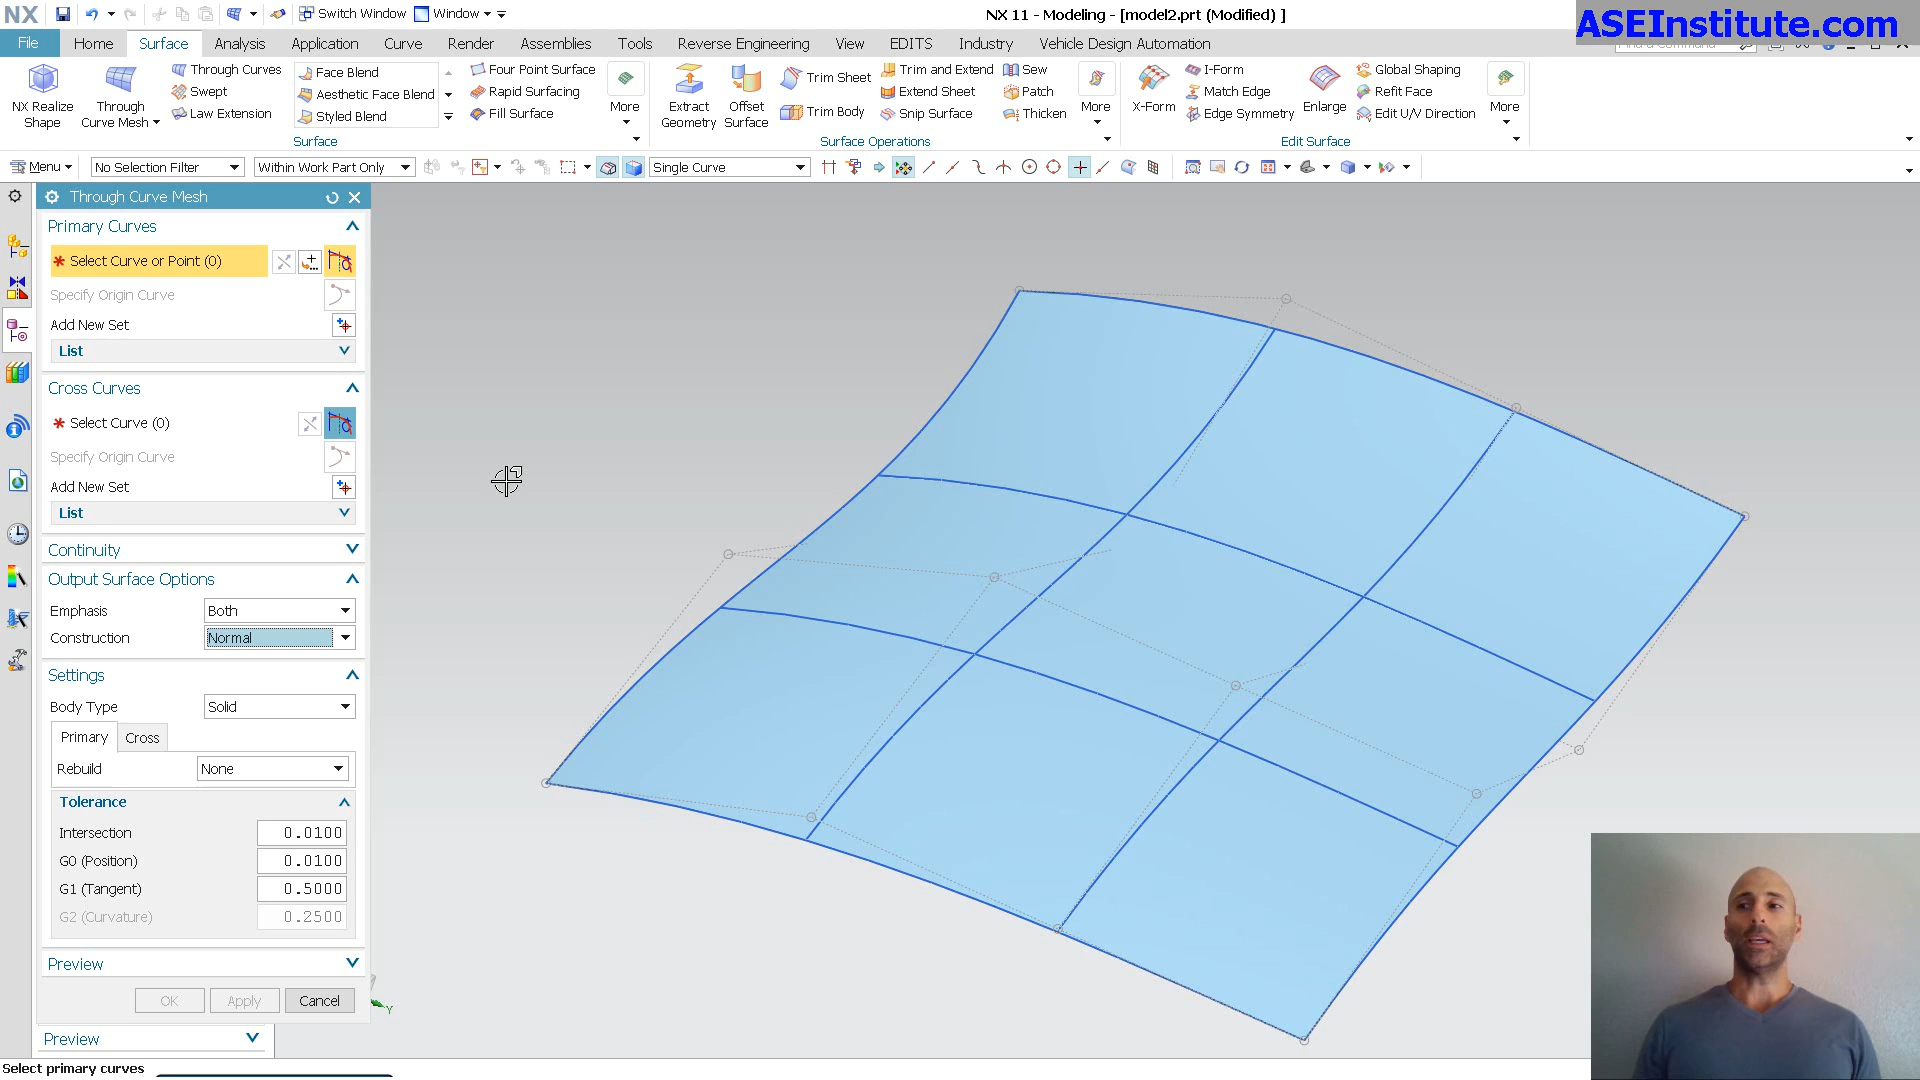 NX
Switch Window
Window
NX 11 - Modeling - [model2.prt (Modified) ]
ASEInstitute.com
File
Home
Surface
Analysis
Application
Curve
Render
Assemblies
Tools
Reverse Engineering
View
EDITS
Industry
Vehicle Design Automation
NX Realize Shape
Through Curve Mesh
Through Curves
Swept
Law Extension
Face Blend
Aesthetic Face Blend
Styled Blend
Four Point Surface
Rapid Surfacing
Fill Surface
More
Surface
Extract Geometry
Offset Surface
Trim Sheet
Trim Body
Trim and Extend
Extend Sheet
Snip Surface
Sew
Patch
Thicken
More
Surface Operations
X-Form
I-Form
Match Edge
Edge Symmetry
Enlarge
Global Shaping
Refit Face
Edit U/V Direction
More
Edit Surface
Menu
No Selection Filter
Within Work Part Only
Single Curve
Through Curve Mesh
Primary Curves
* Select Curve or Point (0)
Specify Origin Curve
Add New Set
List
Cross Curves
* Select Curve (0)
Specify Origin Curve
Add New Set
List
Continuity
Output Surface Options
Emphasis
Both
Construction
Normal
Settings
Body Type
Solid
Primary
Cross
Rebuild
None
Tolerance
Intersection
0.0100
G0 (Position)
0.0100
G1 (Tangent)
0.5000
G2 (Curvature)
0.2500
Preview
OK
Apply
Cancel
Y
Preview
Select primary curves